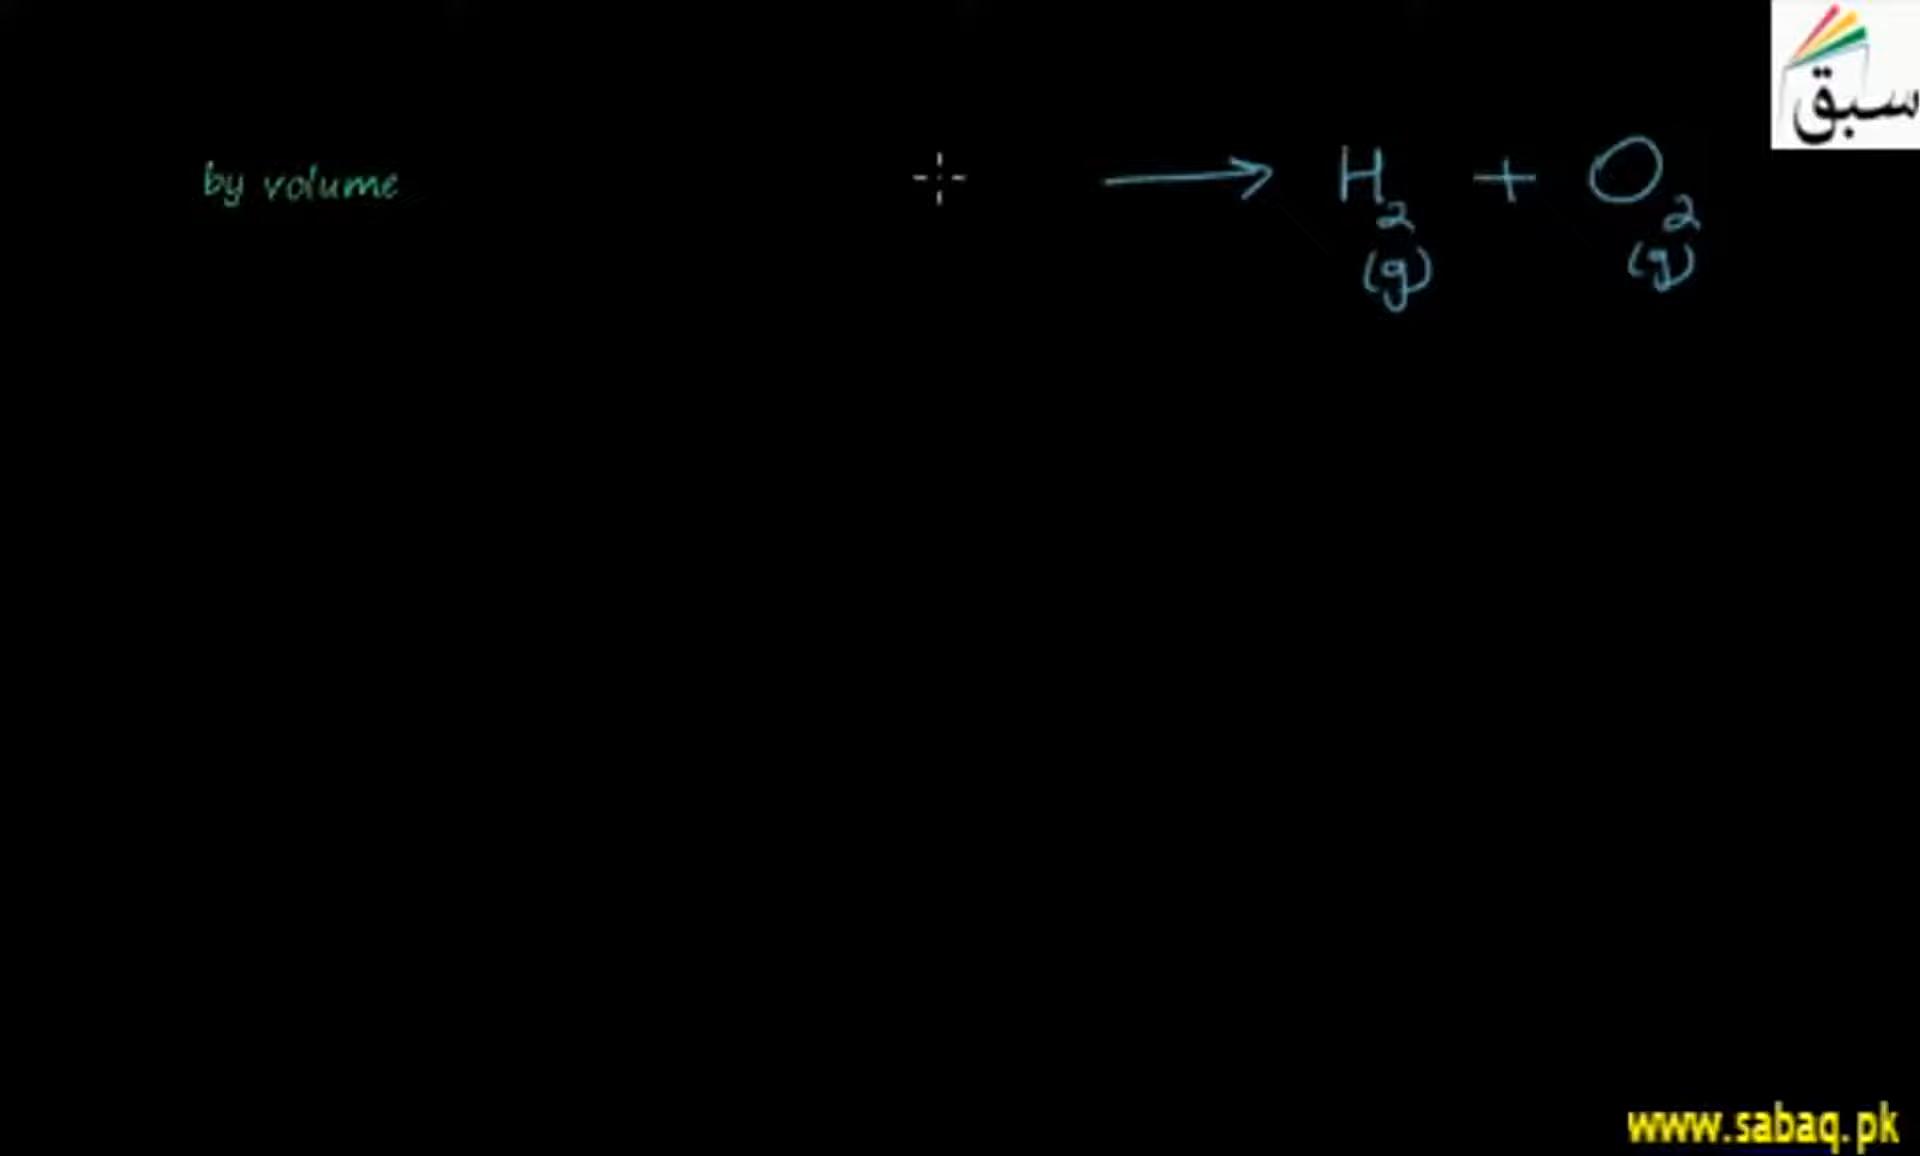 سبق
by volume → H₂ + O₂
(g) (g)
www.sabaq.pk